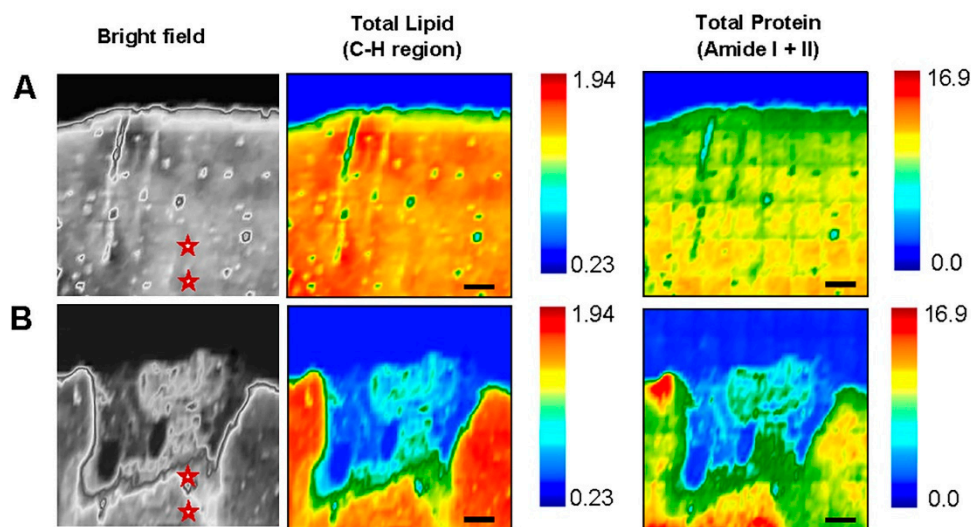 Bright field
Total Lipid
(C-H region)
Total Protein
(Amide I + II)
A
1.94
0.23
16.9
0.0
B
1.94
0.23
16.9
0.0